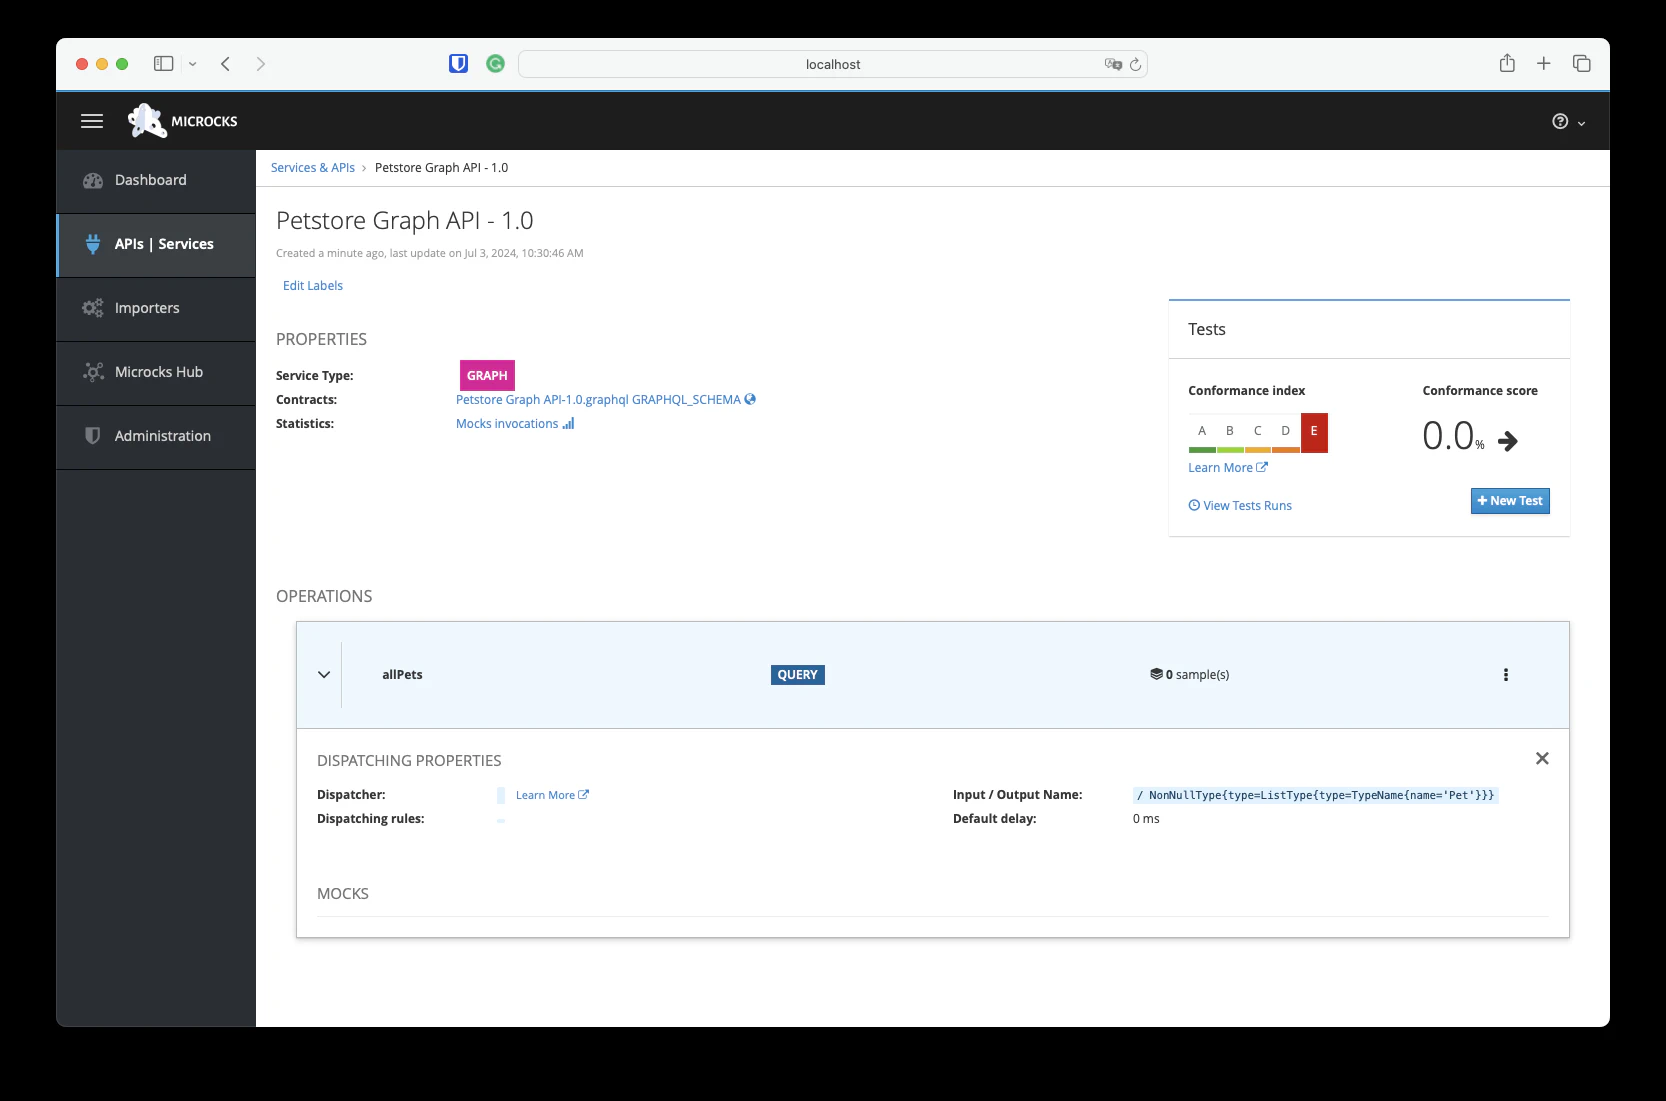 localhost
MICROCKS
Dashboard
APIs | Services
Importers
Microcks Hub
Administration
Services & APIs › Petstore Graph API - 1.0
Petstore Graph API - 1.0
Created a minute ago, last update on Jul 3, 2024, 10:30:46 AM
Edit Labels
PROPERTIES
Service Type: GRAPH
Contracts: Petstore Graph API-1.0.graphql GRAPHQL_SCHEMA
Statistics: Mocks invocations
Tests
Conformance index
A B C D E
Learn More
View Tests Runs
Conformance score
0.0%
+ New Test
OPERATIONS
allPets QUERY 0 sample(s)
DISPATCHING PROPERTIES
Dispatcher: Learn More
Dispatching rules:
Input / Output Name: / NonNullType{type=ListType{type=TypeName{name='Pet'}}}
Default delay: 0 ms
MOCKS